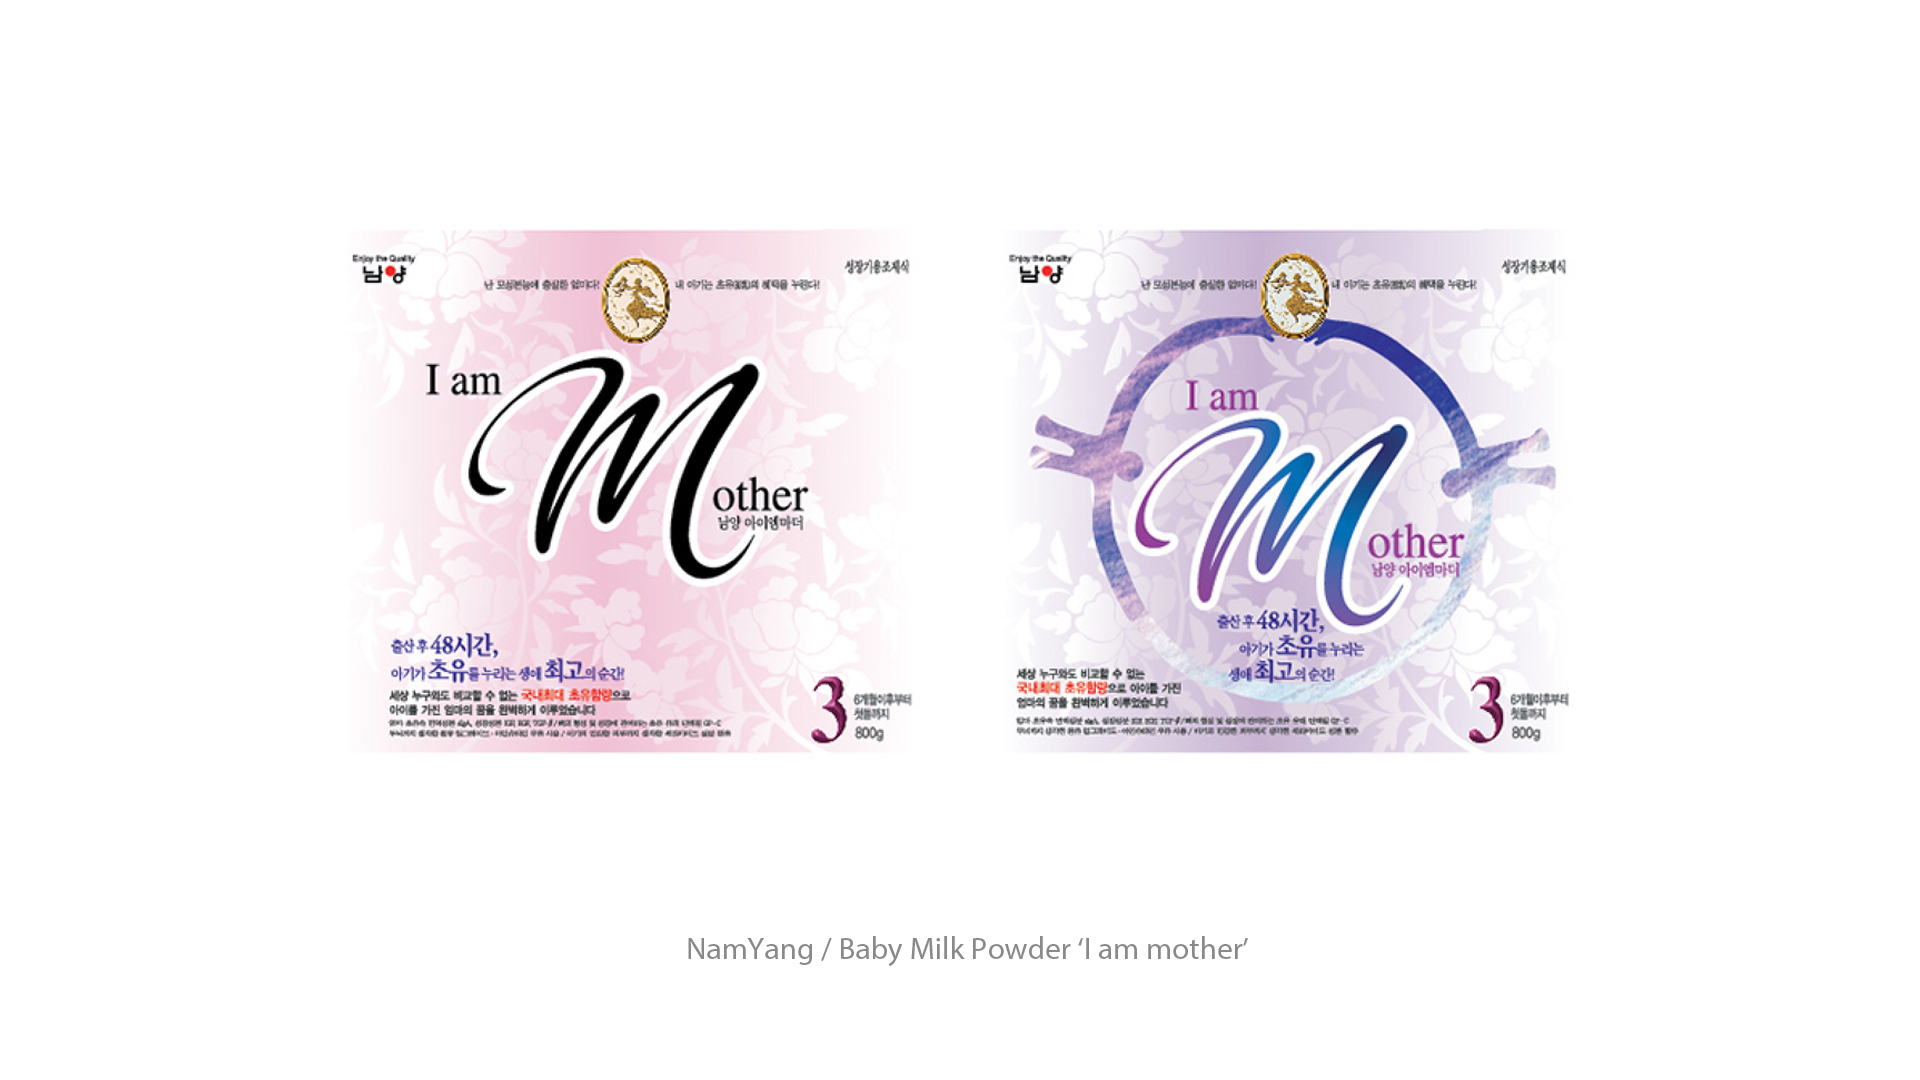 Enjoy the Quality
남양
난 모성본능에 충실한 엄마다!
내 아기는 초유(初乳)의 혜택을 누린다!
성장기용조제식
I am
Mother
남양 아이엠마더
출산 후 48시간,
아기가 초유를 누리는 생애 최고의 순간!
세상 누구와도 비교할 수 없는 국내최대 초유함량으로
아이를 가진 엄마의 꿈을 완벽하게 이루었습니다
3
6개월이후부터
첫돌까지
800g
Enjoy the Quality
남양
난 모성본능에 충실한 엄마다!
내 아기는 초유(初乳)의 혜택을 누린다!
성장기용조제식
I am
Mother
남양 아이엠마더
출산 후 48시간,
아기가 초유를 누리는
생애 최고의 순간!
세상 누구와도 비교할 수 없는
국내최대 초유함량으로 아이를 가진
엄마의 꿈을 완벽하게 이루었습니다
3
6개월이후부터
첫돌까지
800g
NamYang / Baby Milk Powder ‘I am mother’